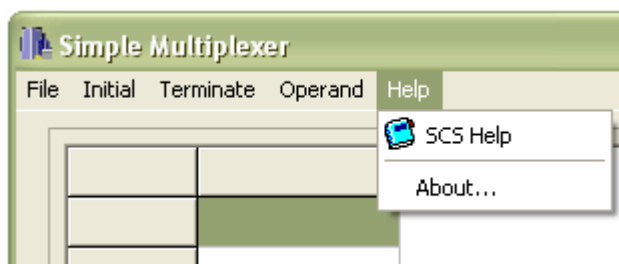 Simple Multiplexer
File Initial Terminate Operand Help
SCS Help
About...